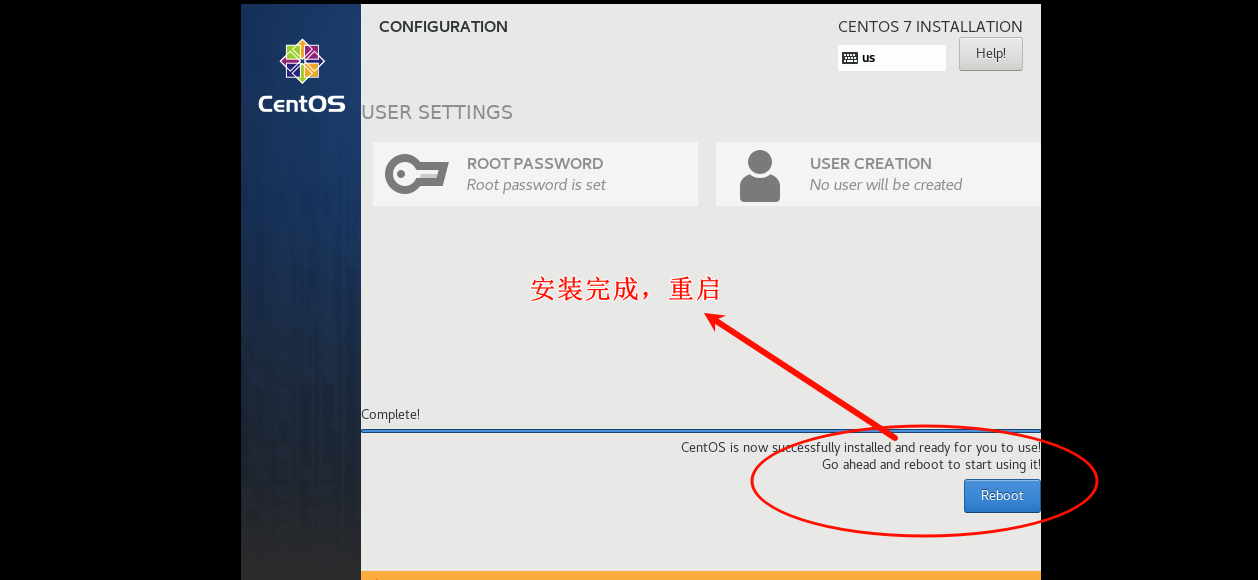 CONFIGURATION
CENTOS 7 INSTALLATION
us
Help!
CentOS
USER SETTINGS
ROOT PASSWORD
Root password is set
USER CREATION
No user will be created
安装完成，重启
Complete!
CentOS is now successfully installed and ready for you to use!
Go ahead and reboot to start using it!
Reboot